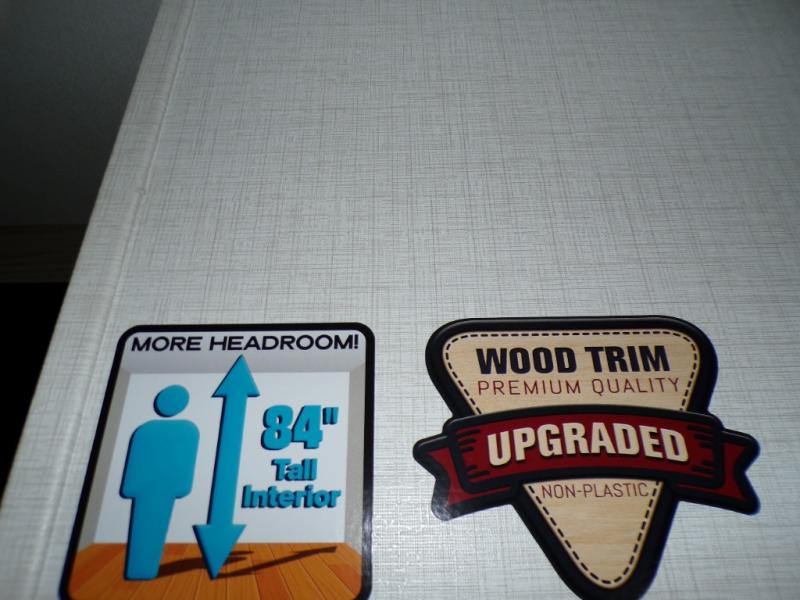 MORE HEADROOM!
84"
Tall
Interior
WOOD TRIM
PREMIUM QUALITY
UPGRADED
NON-PLASTIC